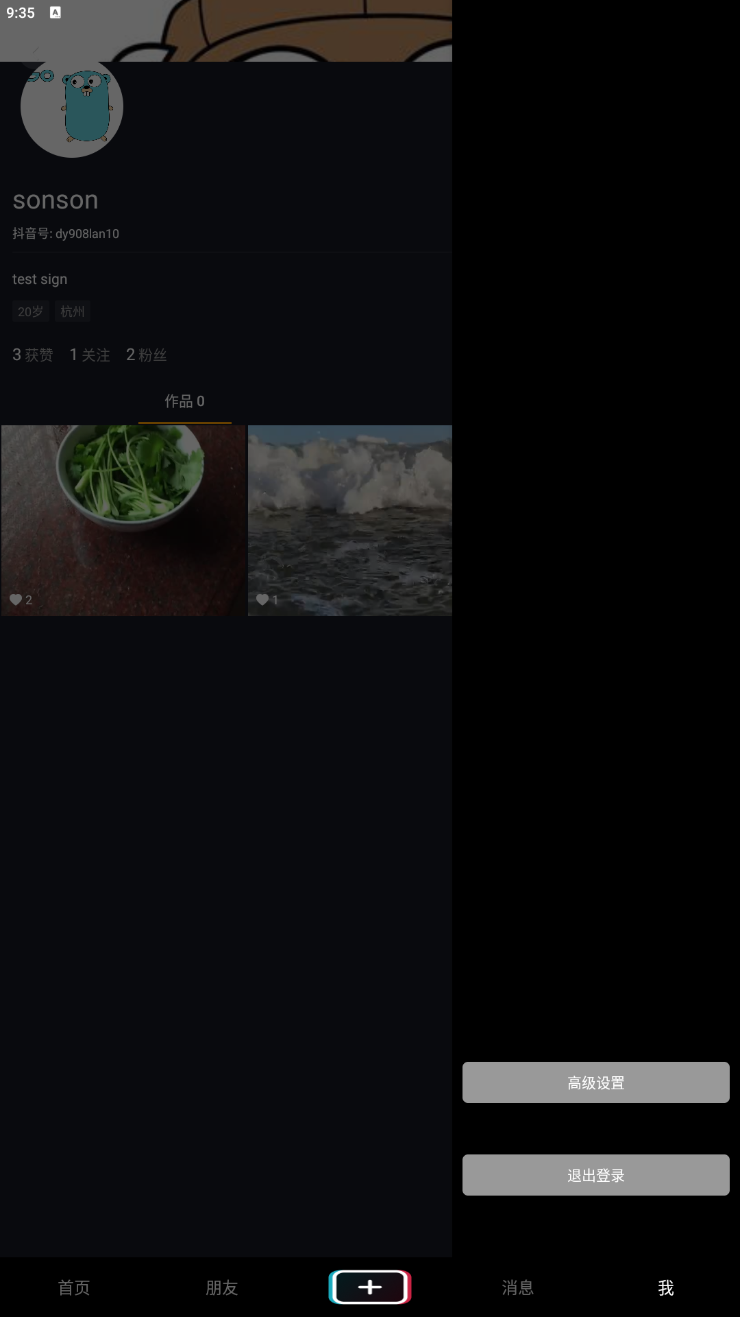 9:35 A
GO
sonson
抖音号: dy908lan10
test sign
20岁 杭州
3 获赞 1 关注 2 粉丝
作品 0
2
1
高级设置
退出登录
首页 朋友 消息 我